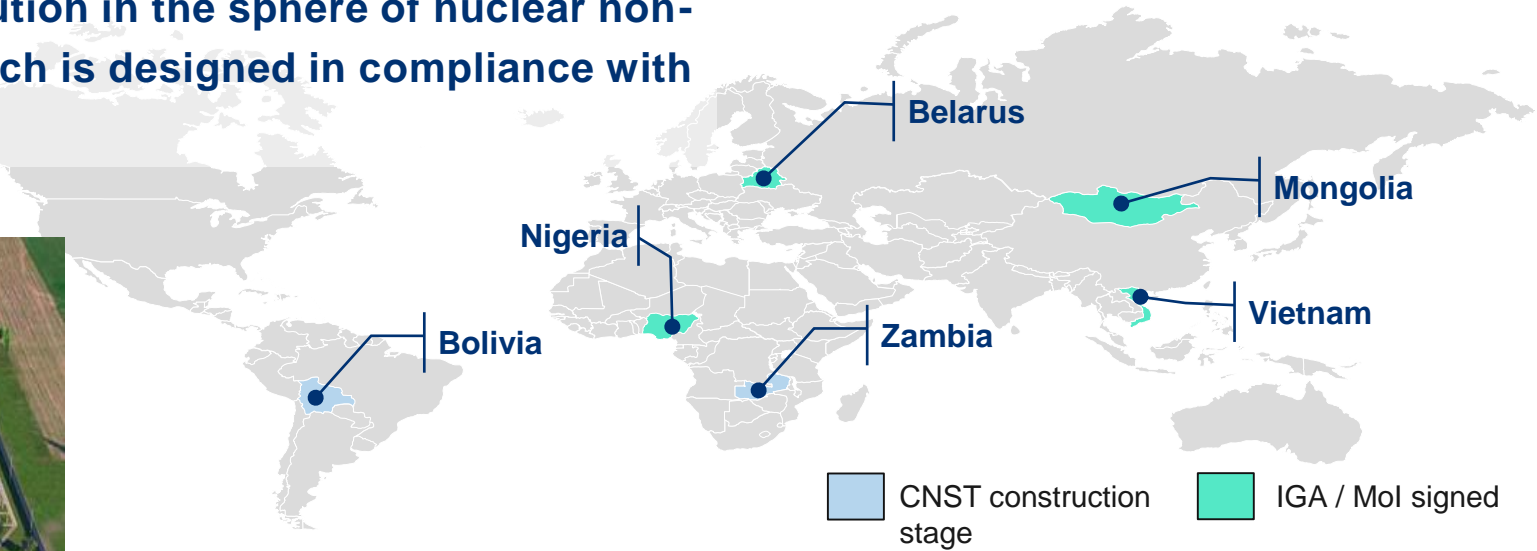 ution in the sphere of nuclear non-
ch is designed in compliance with
Belarus
Mongolia
Nigeria
Vietnam
Bolivia
Zambia
CNST construction
stage
IGA / MoI signed